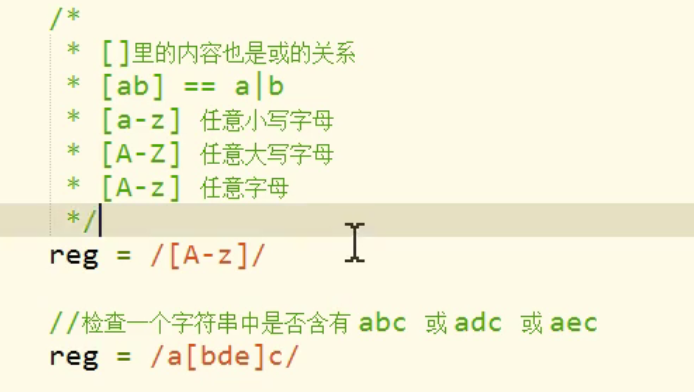 /*
* []里的内容也是或的关系
* [ab] == a|b
* [a-z] 任意小写字母
* [A-Z] 任意大写字母
* [A-z] 任意字母
*/
reg = /[A-z]/
//检查一个字符串中是否含有 abc 或 adc 或 aec
reg = /a[bde]c/